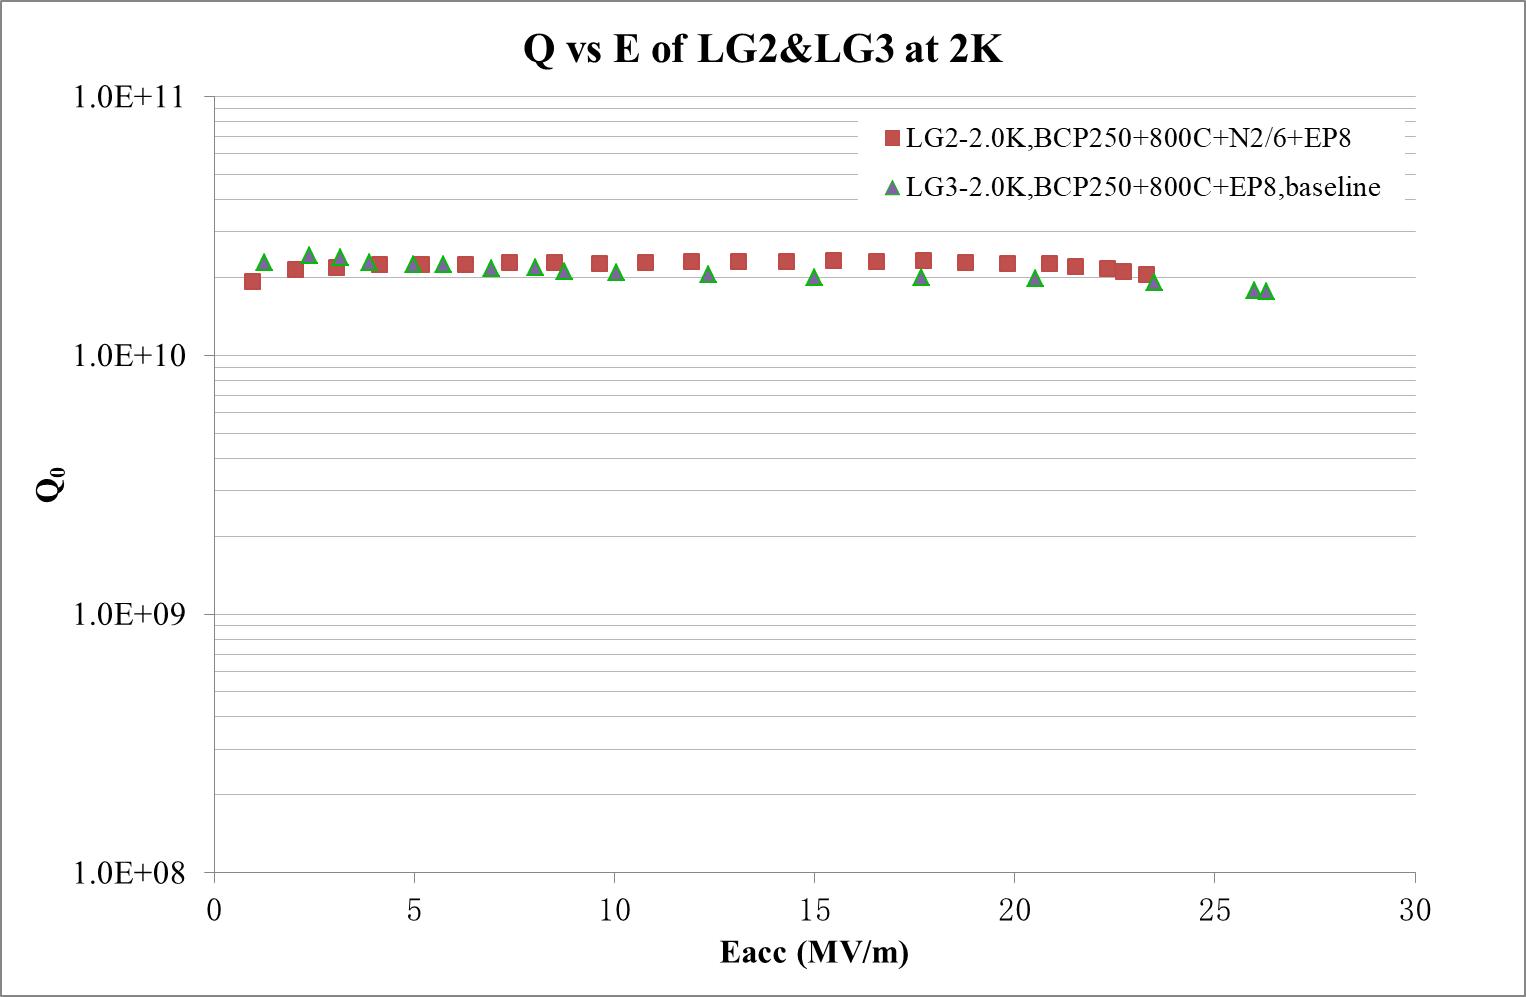 Q vs E of LG2&LG3 at 2K
1.0E+11
LG2-2.0K,BCP250+800C+N2/6+EP8
LG3-2.0K,BCP250+800C+EP8,baseline
1.0E+10
Q₀
1.0E+09
1.0E+08
0 5 10 15 20 25 30
Eacc (MV/m)